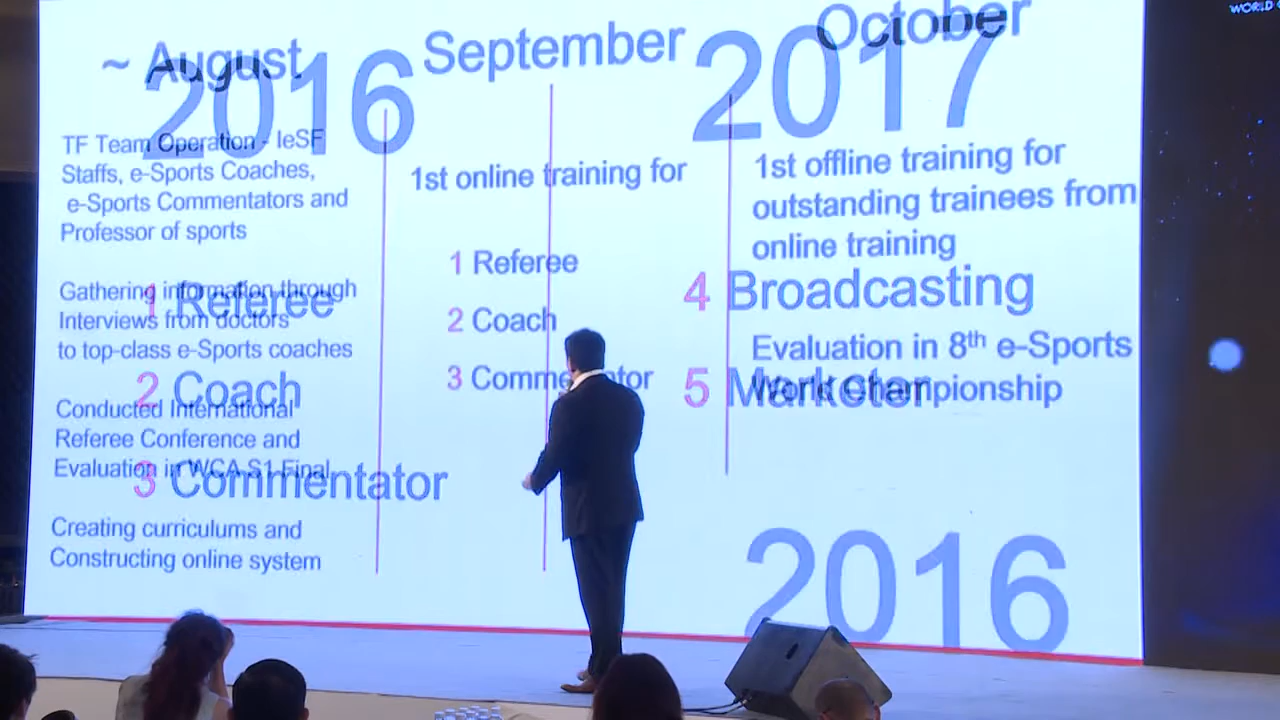 WORLD
~ August
2016
September
October
2017
TF Team Operation - IeSF
Staffs, e-Sports Coaches,
e-Sports Commentators and
Professor of sports
Gathering information through
Interviews from doctors
to top-class e-Sports coaches
Conducted International
Referee Conference and
Evaluation in WCA S1 Final
Creating curriculums and
Constructing online system
1 Referee
2 Coach
3 Commentator
1st online training for
1 Referee
2 Coach
3 Commentator
1st offline training for
outstanding trainees from
online training
Evaluation in 8th e-Sports
World Championship
4 Broadcasting
5 Marketer
2016